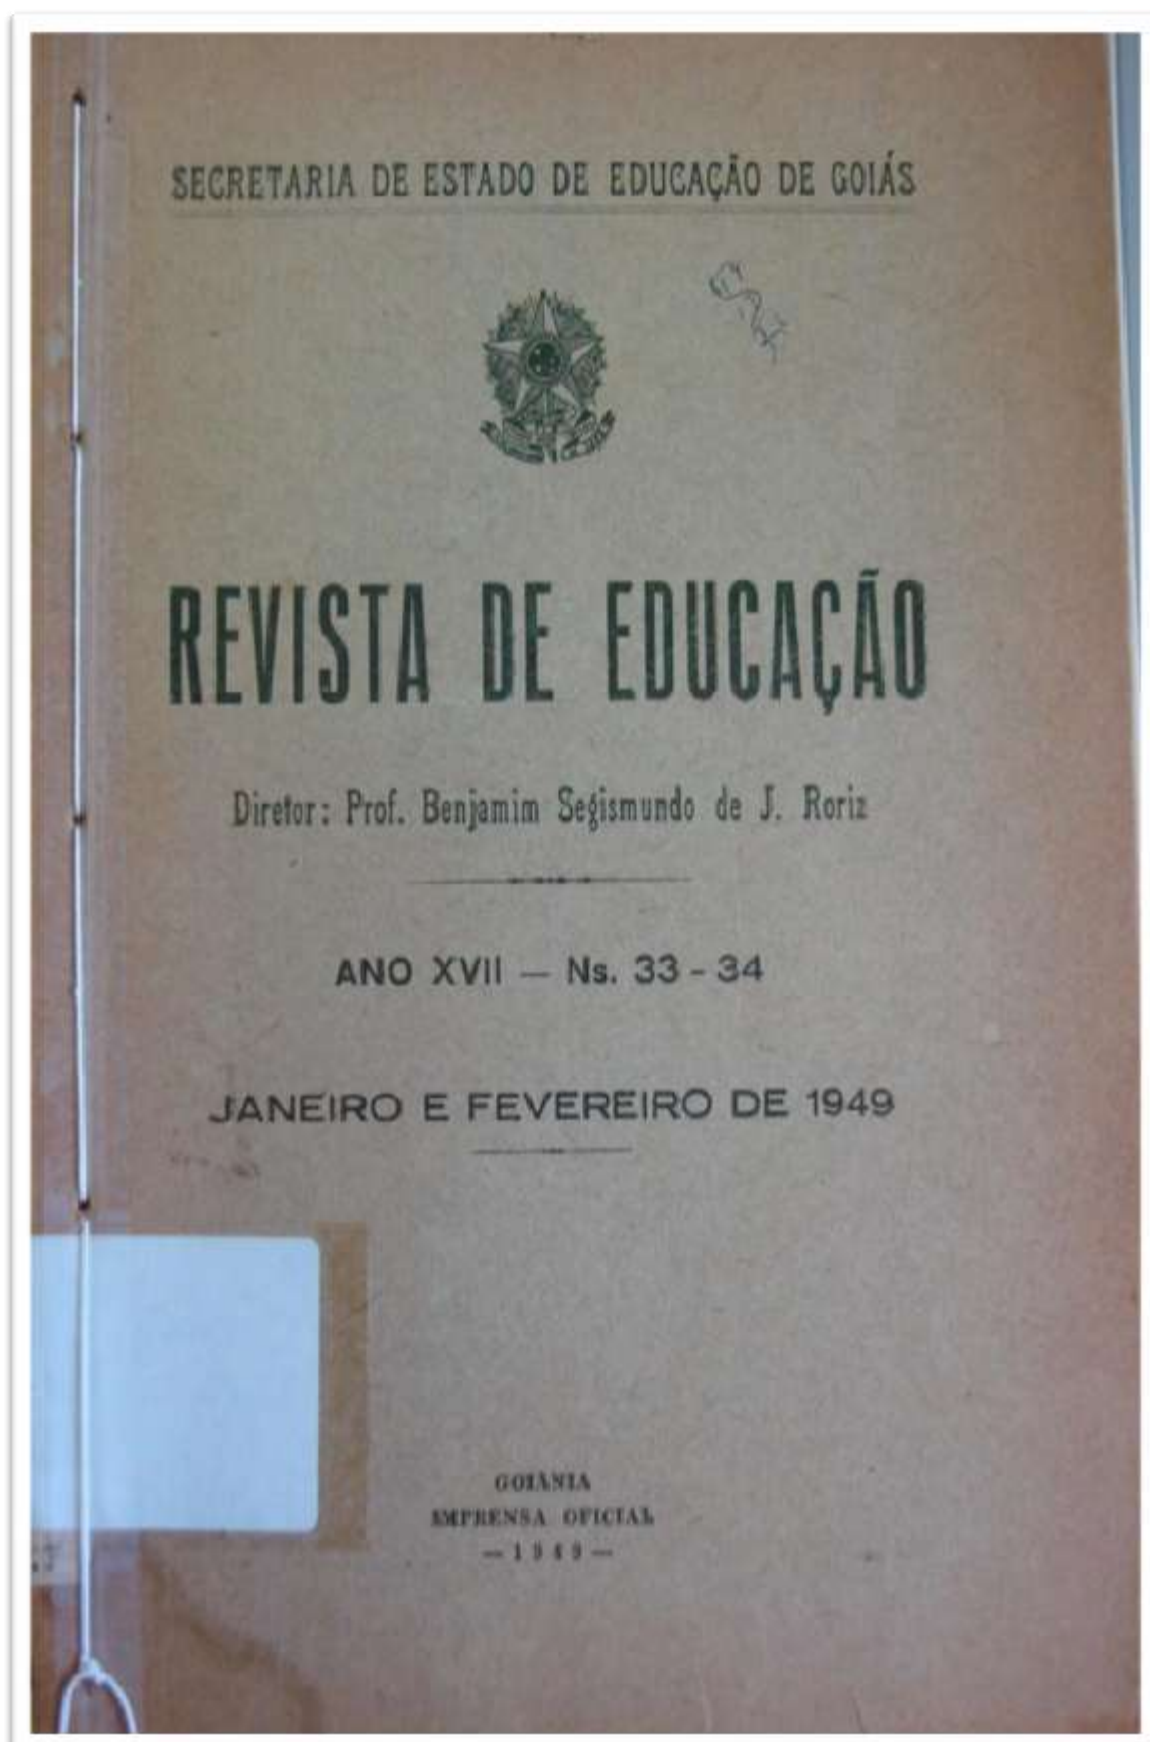 SECRETARIA DE ESTADO DE EDUCAÇÃO DE GOIÁS
REVISTA DE EDUCAÇÃO
Diretor: Prof. Benjamim Segismundo de J. Roriz
ANO XVII — Ns. 33 - 34
JANEIRO E FEVEREIRO DE 1949
GOIÂNIA
IMPRENSA OFICIAL
— 1949 —